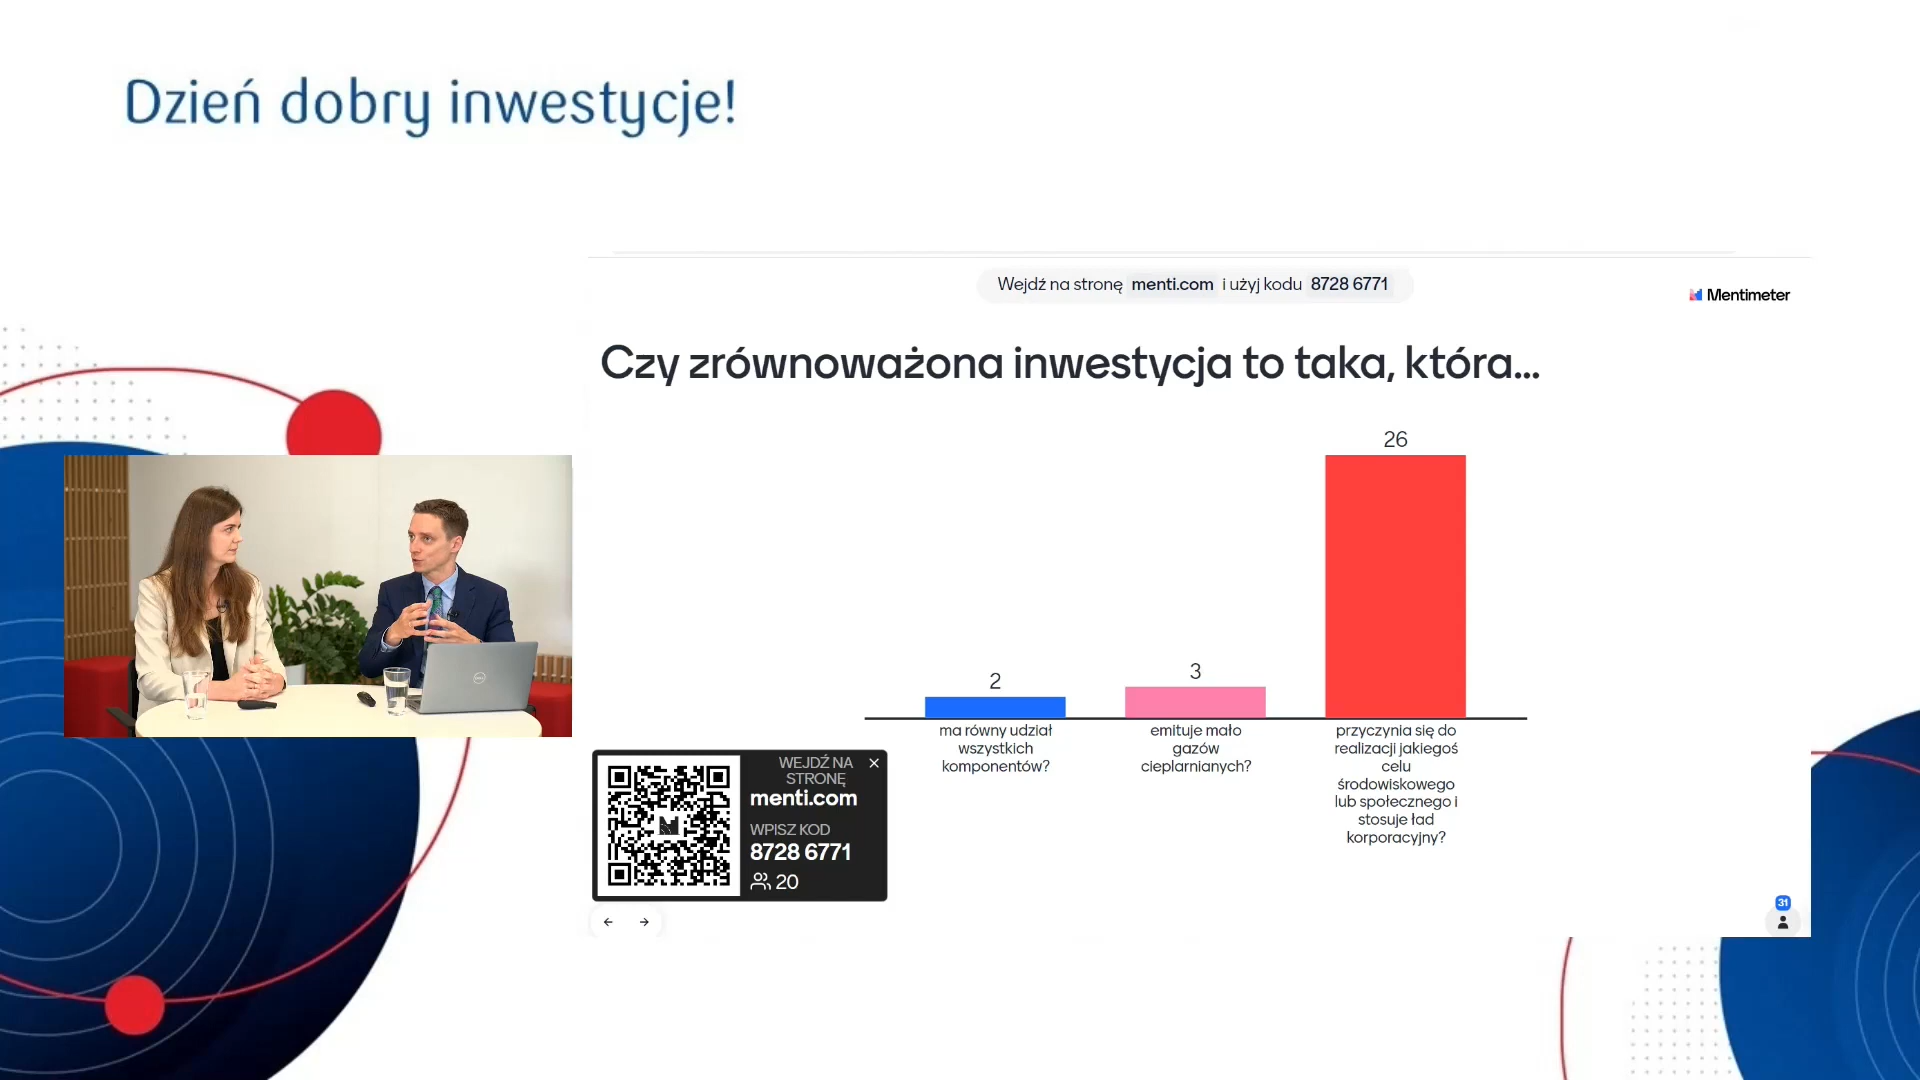 Dzień dobry inwestycje!
Wejdź na stronę menti.com i użyj kodu 8728 6771
Mentimeter
Czy zrównoważona inwestycja to taka, która...
26
2
3
ma równy udział
wszystkich
komponentów?
emituje mało
gazów
cieplarnianych?
przyczynia się do
realizacji jakiegoś
celu
środowiskowego
lub społecznego i
stosuje ład
korporacyjny?
WEJDŹ NA
STRONĘ
menti.com
WPISZ KOD
8728 6771
20
31